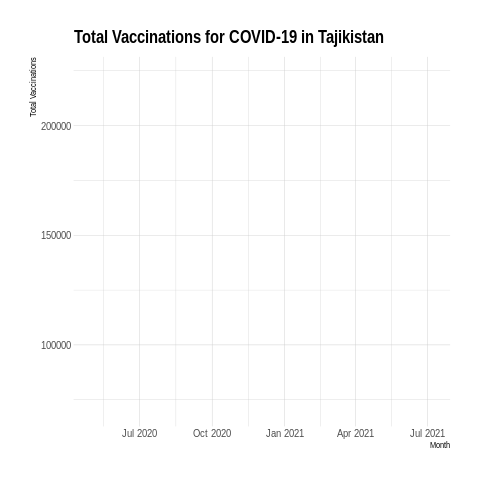 Total Vaccinations for COVID-19 in Tajikistan
Total Vaccinations
200000
150000
100000
Jul 2020 Oct 2020 Jan 2021 Apr 2021 Jul 2021
Month